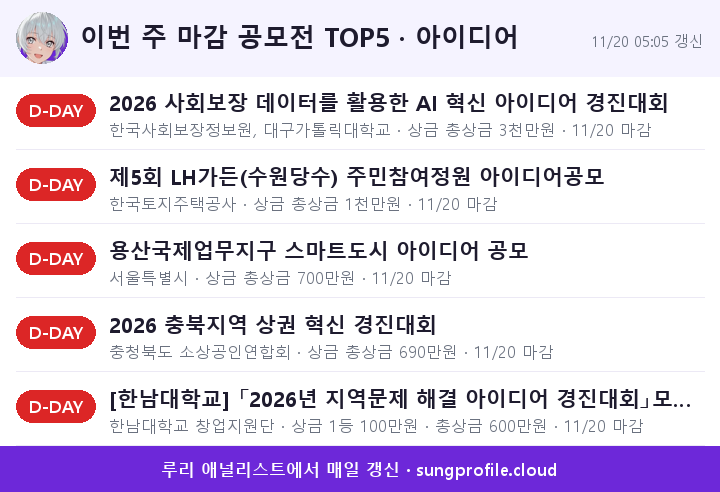 이번 주 마감 공모전 TOP5 · 아이디어
11/20 05:05 갱신
D-DAY
2026 사회보장 데이터를 활용한 AI 혁신 아이디어 경진대회
한국사회보장정보원, 대구가톨릭대학교 · 상금 총상금 3천만원 · 11/20 마감
D-DAY
제5회 LH가든(수원당수) 주민참여정원 아이디어공모
한국토지주택공사 · 상금 총상금 1천만원 · 11/20 마감
D-DAY
용산국제업무지구 스마트도시 아이디어 공모
서울특별시 · 상금 총상금 700만원 · 11/20 마감
D-DAY
2026 충북지역 상권 혁신 경진대회
충청북도 소상공인연합회 · 상금 총상금 690만원 · 11/20 마감
D-DAY
[한남대학교] 「2026년 지역문제 해결 아이디어 경진대회」모...
한남대학교 창업지원단 · 상금 1등 100만원 · 총상금 600만원 · 11/20 마감
루리 애널리스트에서 매일 갱신 · sungprofile.cloud